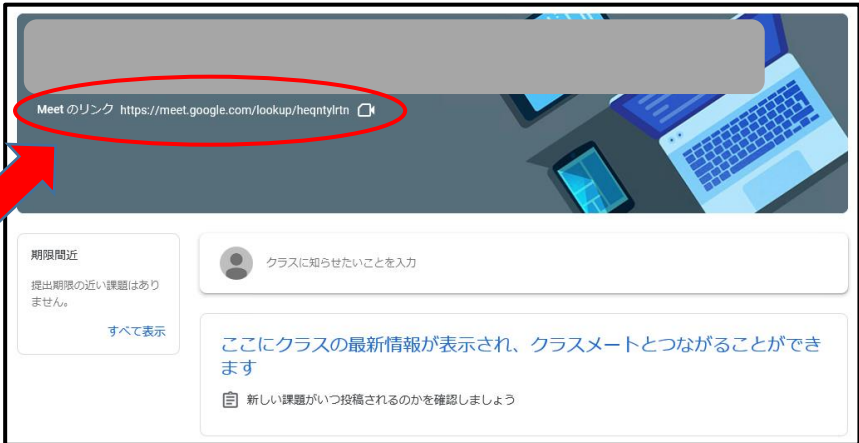 Meet のリンク https://meet.google.com/lookup/heqntylrtn
期限間近
提出期限の近い課題はあり
ません。
すべて表示
クラスに知らせたいことを入力
ここにクラスの最新情報が表示され、クラスメートとつながることができ
ます
新しい課題がいつ投稿されるのかを確認しましょう